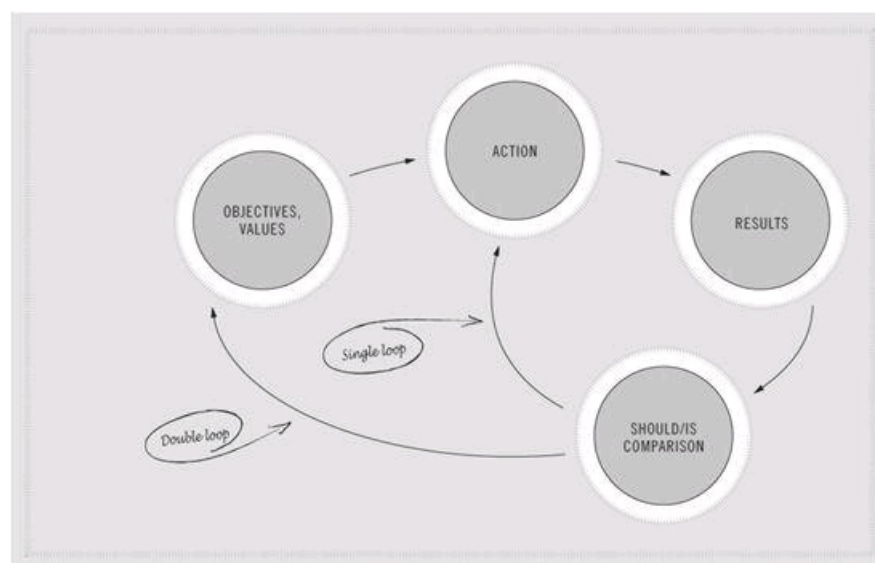 ACTION
OBJECTIVES,
VALUES
RESULTS
Single loop
SHOULD/IS
COMPARISON
Double loop